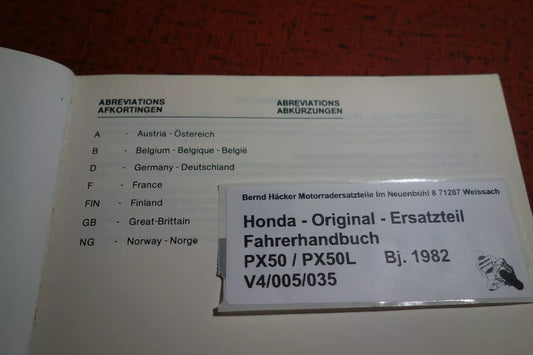 ABREVIATIONS
AFKORTINGEN
ABREVIATIONS
ABKÜRZUNGEN
A - Austria - Östereich
B - Belgium - Belgique - België
D - Germany - Deutschland
F - France
FIN - Finland
GB - Great-Brittain
NG - Norway - Norge
Bernd Häcker Motorradersatzteile Im Neuenbühl 8 71287 Weissach
Honda - Original - Ersatzteil
Fahrerhandbuch
PX50 / PX50L Bj. 1982
V4/005/035